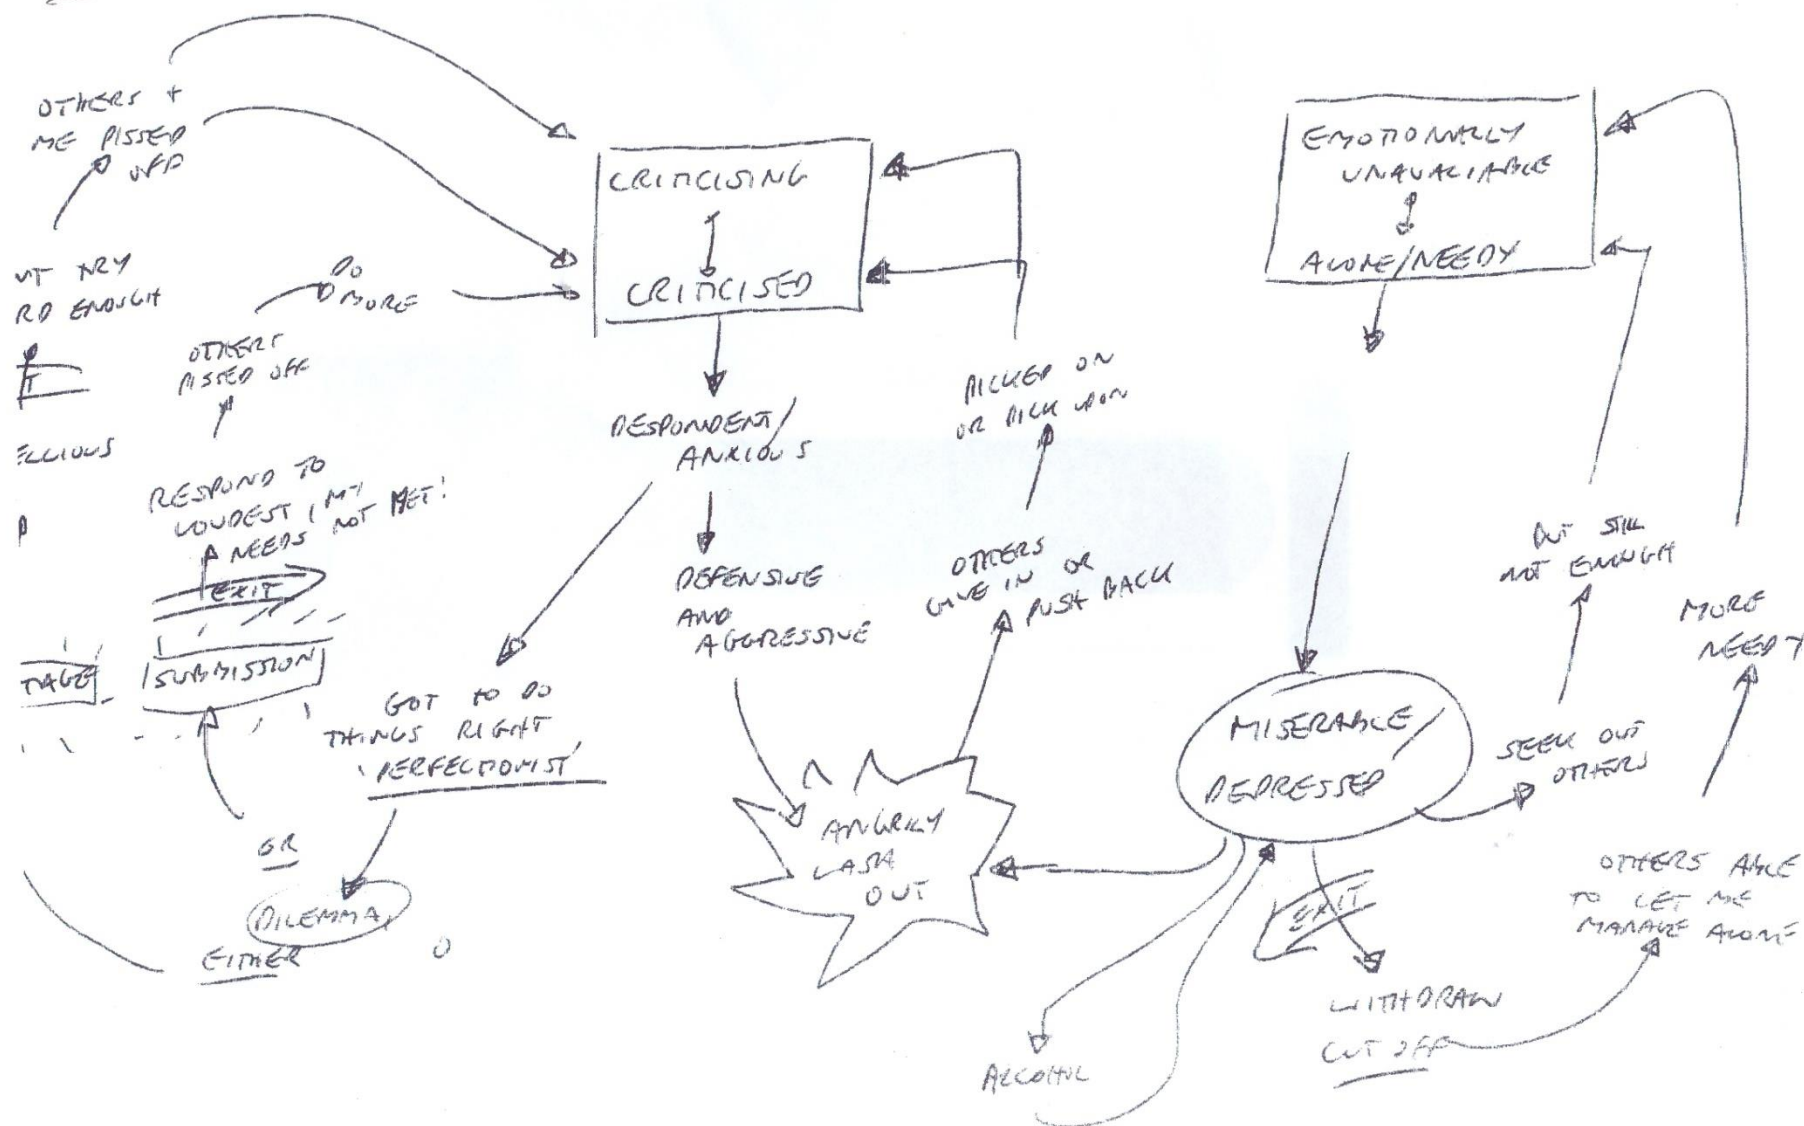 OTHERS +
ME PISSED
OFF
RD ENOUGH
DO
MORE
OTHERS
PISSED OFF
RESPOND TO
LOUDEST (MY
NEEDS NOT MET!
EXIT
SUBMISSION
OR
DILEMMA
EITHER
CRITICISING
CRITICISED
DESPONDENT/
ANXIOUS
GOT TO DO
THINGS RIGHT
'PERFECTIONIST'
DEFENSIVE
AND
AGGRESSIVE
ANGRILY
LASH
OUT
OTHERS
GIVE IN OR
PUSH BACK
PICKED ON
OR PICK UPON
EMOTIONALLY
UNAVALIABLE
ALONE/NEEDY
MISERABLE/
DEPRESSED
SEEK OUT
OTHERS
BUT STILL
NOT ENOUGH
MORE
NEEDY
OTHERS ABLE
TO LET ME
MANAGE ALONE
EXIT
WITHDRAW
CUT OFF
ALCOHOL